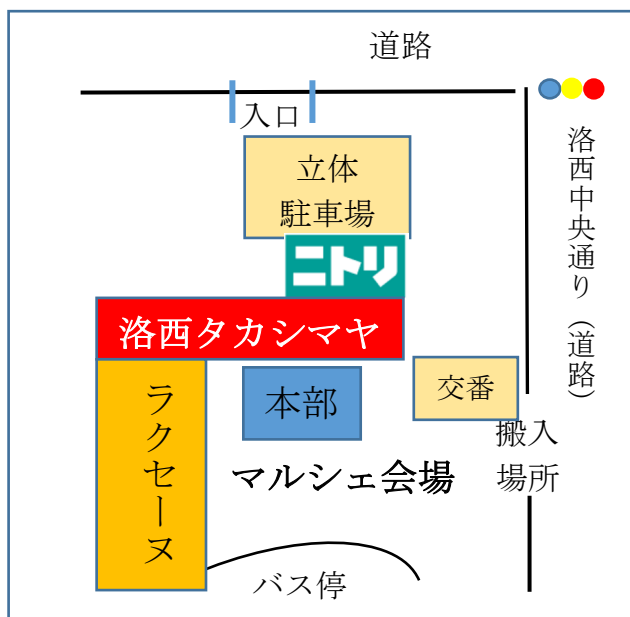 道路
入口
立体
駐車場
ニトリ
洛西中央通り（道路）
洛西タカシマヤ
ラクセーヌ
本部
交番
搬入
場所
マルシェ会場
バス停